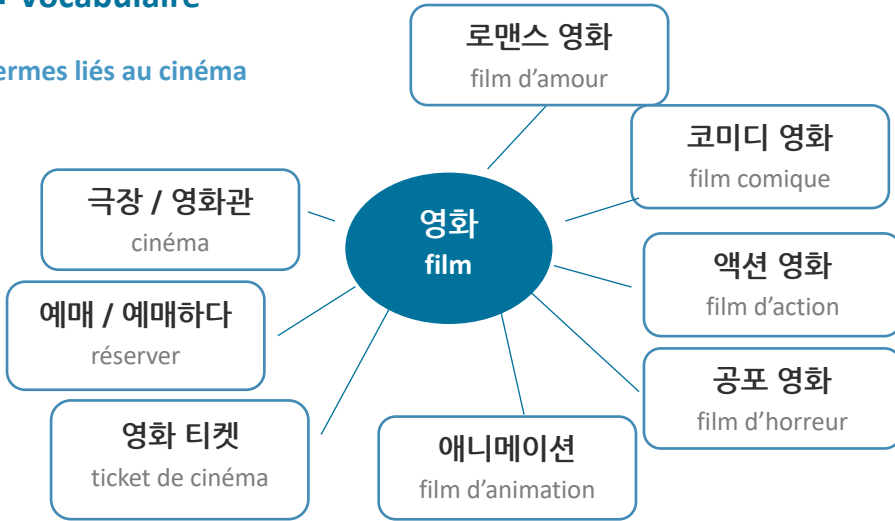 Vocabulaire
ermes liés au cinéma
로맨스 영화
film d'amour
코미디 영화
film comique
극장 / 영화관
cinéma
영화
film
액션 영화
film d'action
예매 / 예매하다
réserver
공포 영화
film d'horreur
영화 티켓
ticket de cinéma
애니메이션
film d'animation